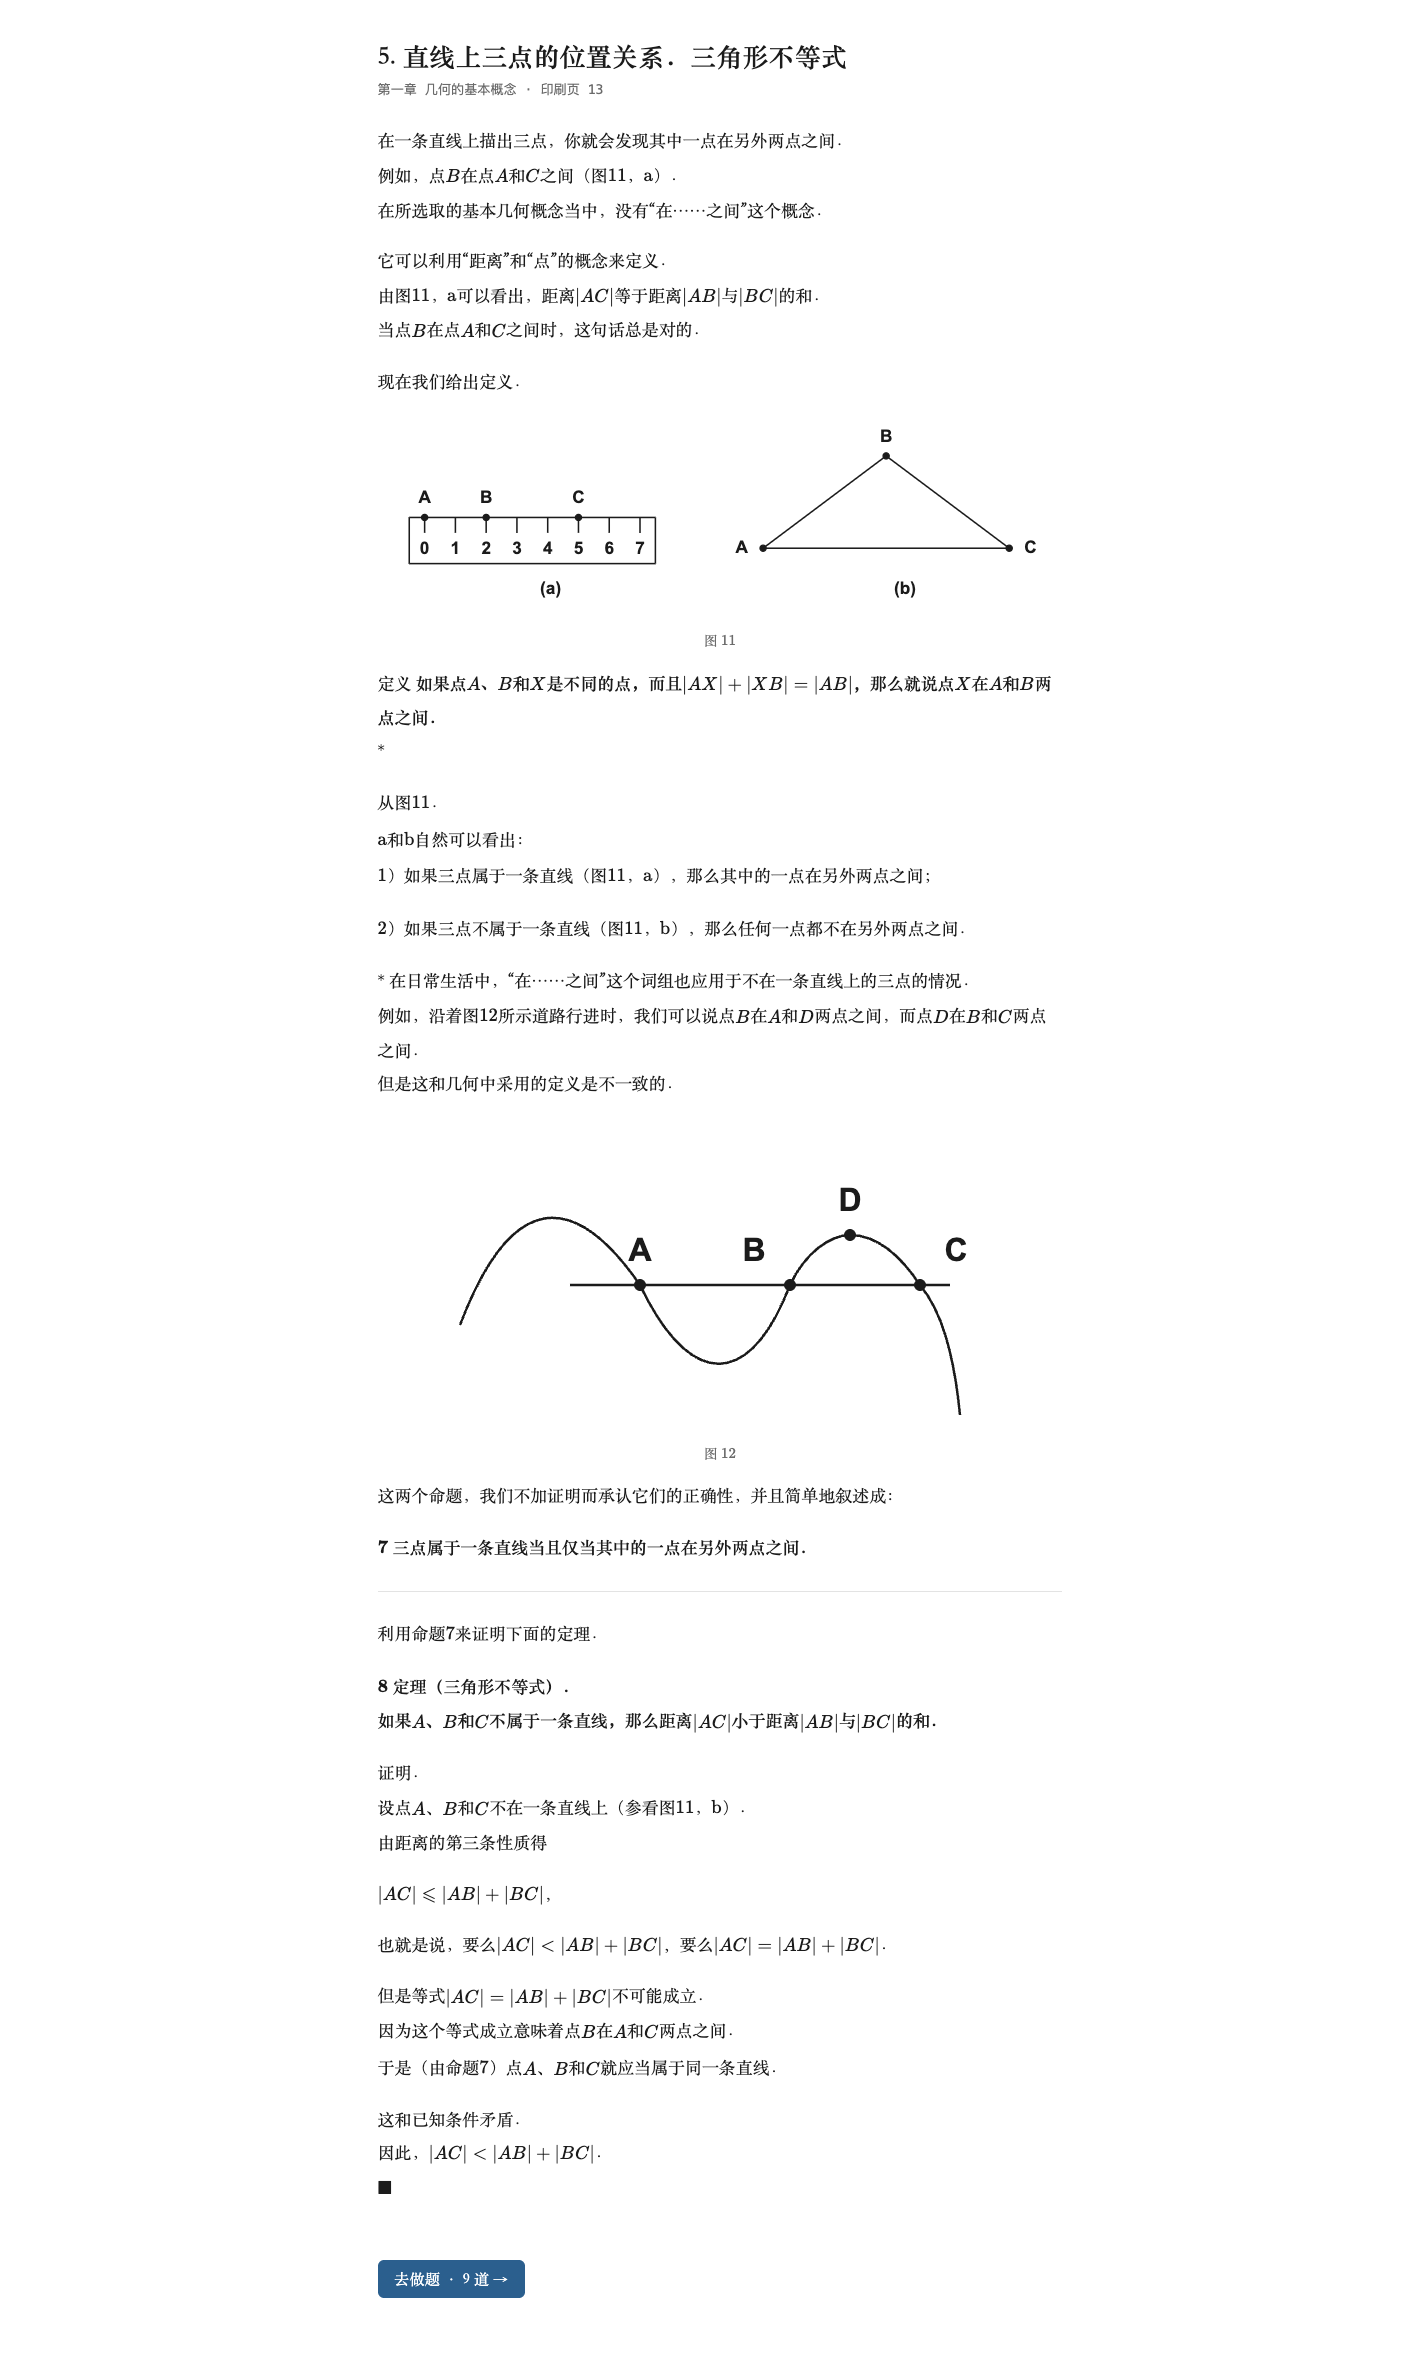 5. 直线上三点的位置关系．三角形不等式
第一章 几何的基本概念 · 印刷页 13
在一条直线上描出三点，你就会发现其中一点在另外两点之间．
例如，点B在点A和C之间（图11，a）．
在所选取的基本几何概念当中，没有“在……之间”这个概念．
它可以利用“距离”和“点”的概念来定义．
由图11，a可以看出，距离|AC|等于距离|AB|与|BC|的和．
当点B在点A和C之间时，这句话总是对的．
现在我们给出定义．
A B C
0 1 2 3 4 5 6 7
(a)
B
A C
(b)
图 11
定义 如果点A、B和X是不同的点，而且|AX| + |XB| = |AB|，那么就说点X在A和B两
点之间．
*
从图11．
a和b自然可以看出：
1）如果三点属于一条直线（图11，a），那么其中的一点在另外两点之间；
2）如果三点不属于一条直线（图11，b），那么任何一点都不在另外两点之间．
* 在日常生活中，“在……之间”这个词组也应用于不在一条直线上的三点的情况．
例如，沿着图12所示道路行进时，我们可以说点B在A和D两点之间，而点D在B和C两点
之间．
但是这和几何中采用的定义是不一致的．
D
A B C
图 12
这两个命题，我们不加证明而承认它们的正确性，并且简单地叙述成：
7 三点属于一条直线当且仅当其中的一点在另外两点之间．
利用命题7来证明下面的定理．
8 定理（三角形不等式）．
如果A、B和C不属于一条直线，那么距离|AC|小于距离|AB|与|BC|的和．
证明．
设点A、B和C不在一条直线上（参看图11，b）．
由距离的第三条性质得
|AC| ⩽ |AB| + |BC|，
也就是说，要么|AC| < |AB| + |BC|，要么|AC| = |AB| + |BC|．
但是等式|AC| = |AB| + |BC|不可能成立．
因为这个等式成立意味着点B在A和C两点之间．
于是（由命题7）点A、B和C就应当属于同一条直线．
这和已知条件矛盾．
因此，|AC| < |AB| + |BC|．
■
去做题 · 9 道 →